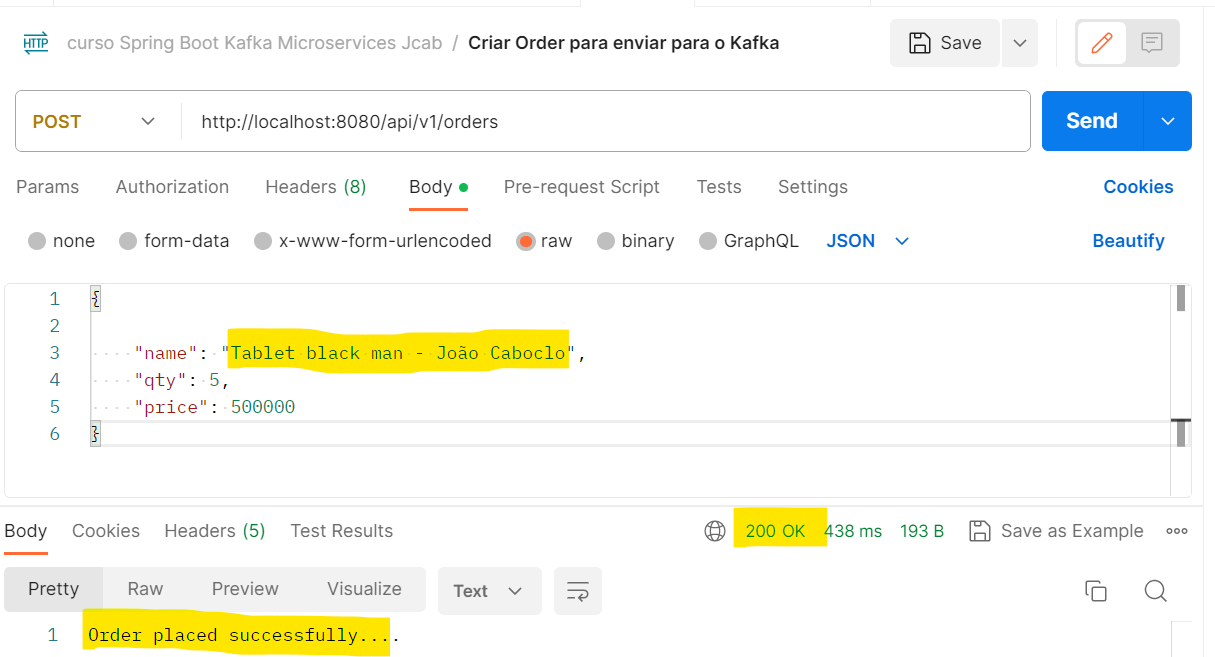 HTTP curso Spring Boot Kafka Microservices Jcab / Criar Order para enviar para o Kafka Save
POST http://localhost:8080/api/v1/orders Send
Params Authorization Headers (8) Body Pre-request Script Tests Settings Cookies
none form-data x-www-form-urlencoded raw binary GraphQL JSON Beautify
1 {
2
3 "name": "Tablet black man - João Caboclo",
4 "qty": 5,
5 "price": 500000
6 }
Body Cookies Headers (5) Test Results 200 OK 438 ms 193 B Save as Example
Pretty Raw Preview Visualize Text
1 Order placed successfully....